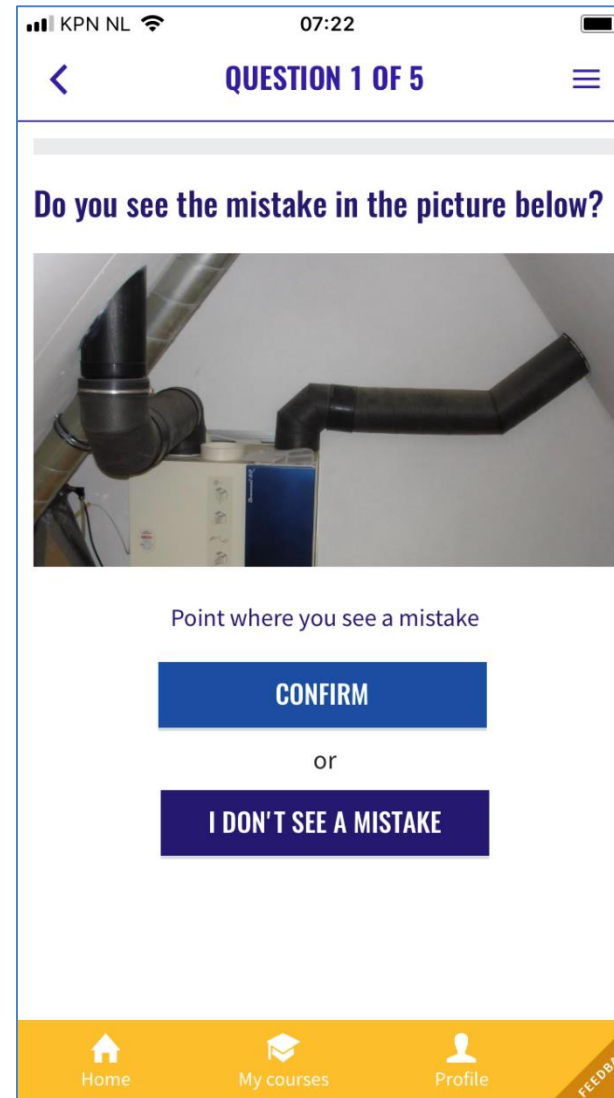 KPN NL 07:22
QUESTION 1 OF 5
Do you see the mistake in the picture below?
Point where you see a mistake
CONFIRM
or
I DON'T SEE A MISTAKE
Home My courses Profile